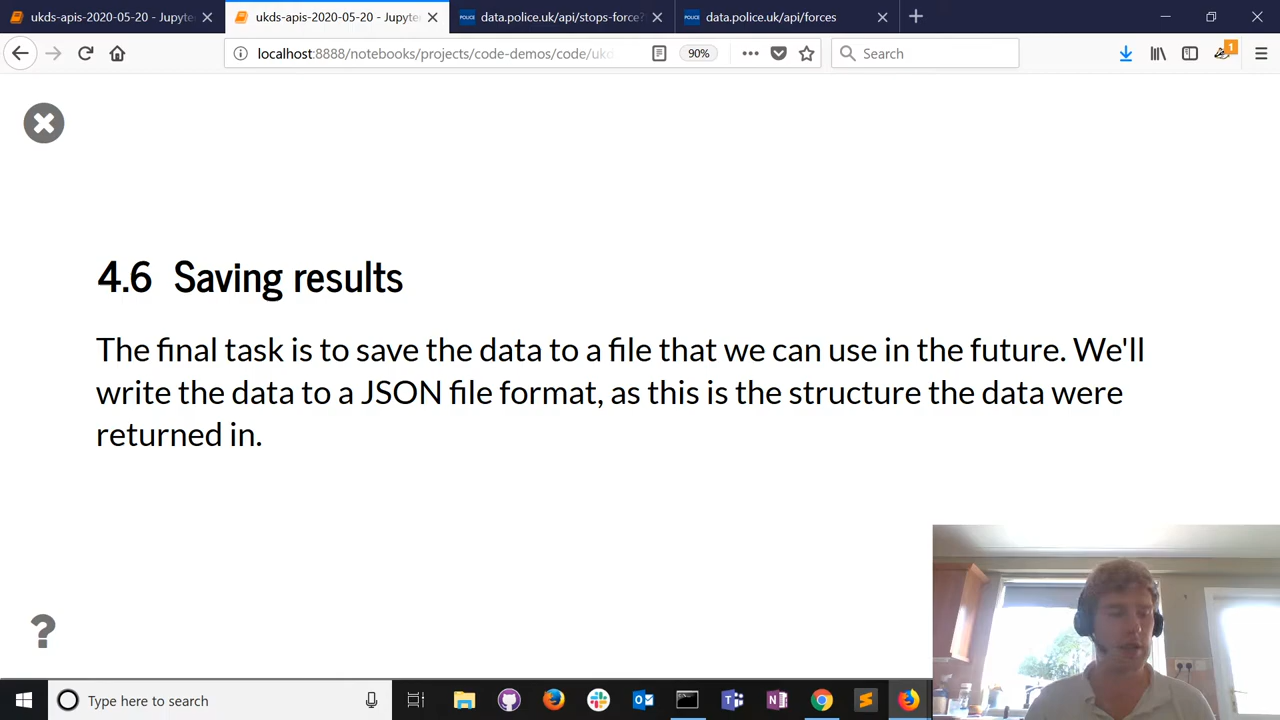 ukds-apis-2020-05-20 - Jupyte
ukds-apis-2020-05-20 - Jupyte
POLICE data.police.uk/api/stops-force?
POLICE data.police.uk/api/forces
localhost:8888/notebooks/projects/code-demos/code/ukd
90%
Search
1
4.6 Saving results
The final task is to save the data to a file that we can use in the future. We'll
write the data to a JSON file format, as this is the structure the data were
returned in.
?
Type here to search